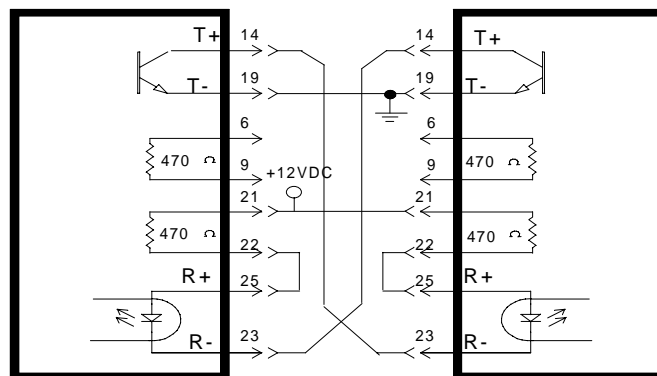 T+ 14 14 T+
T- 19 19 T-
6 6
470 Ω 9 9 470 Ω
+12VDC
21 21
470 Ω 470 Ω
22 22
R+ 25 25 R+
R- 23 23 R-